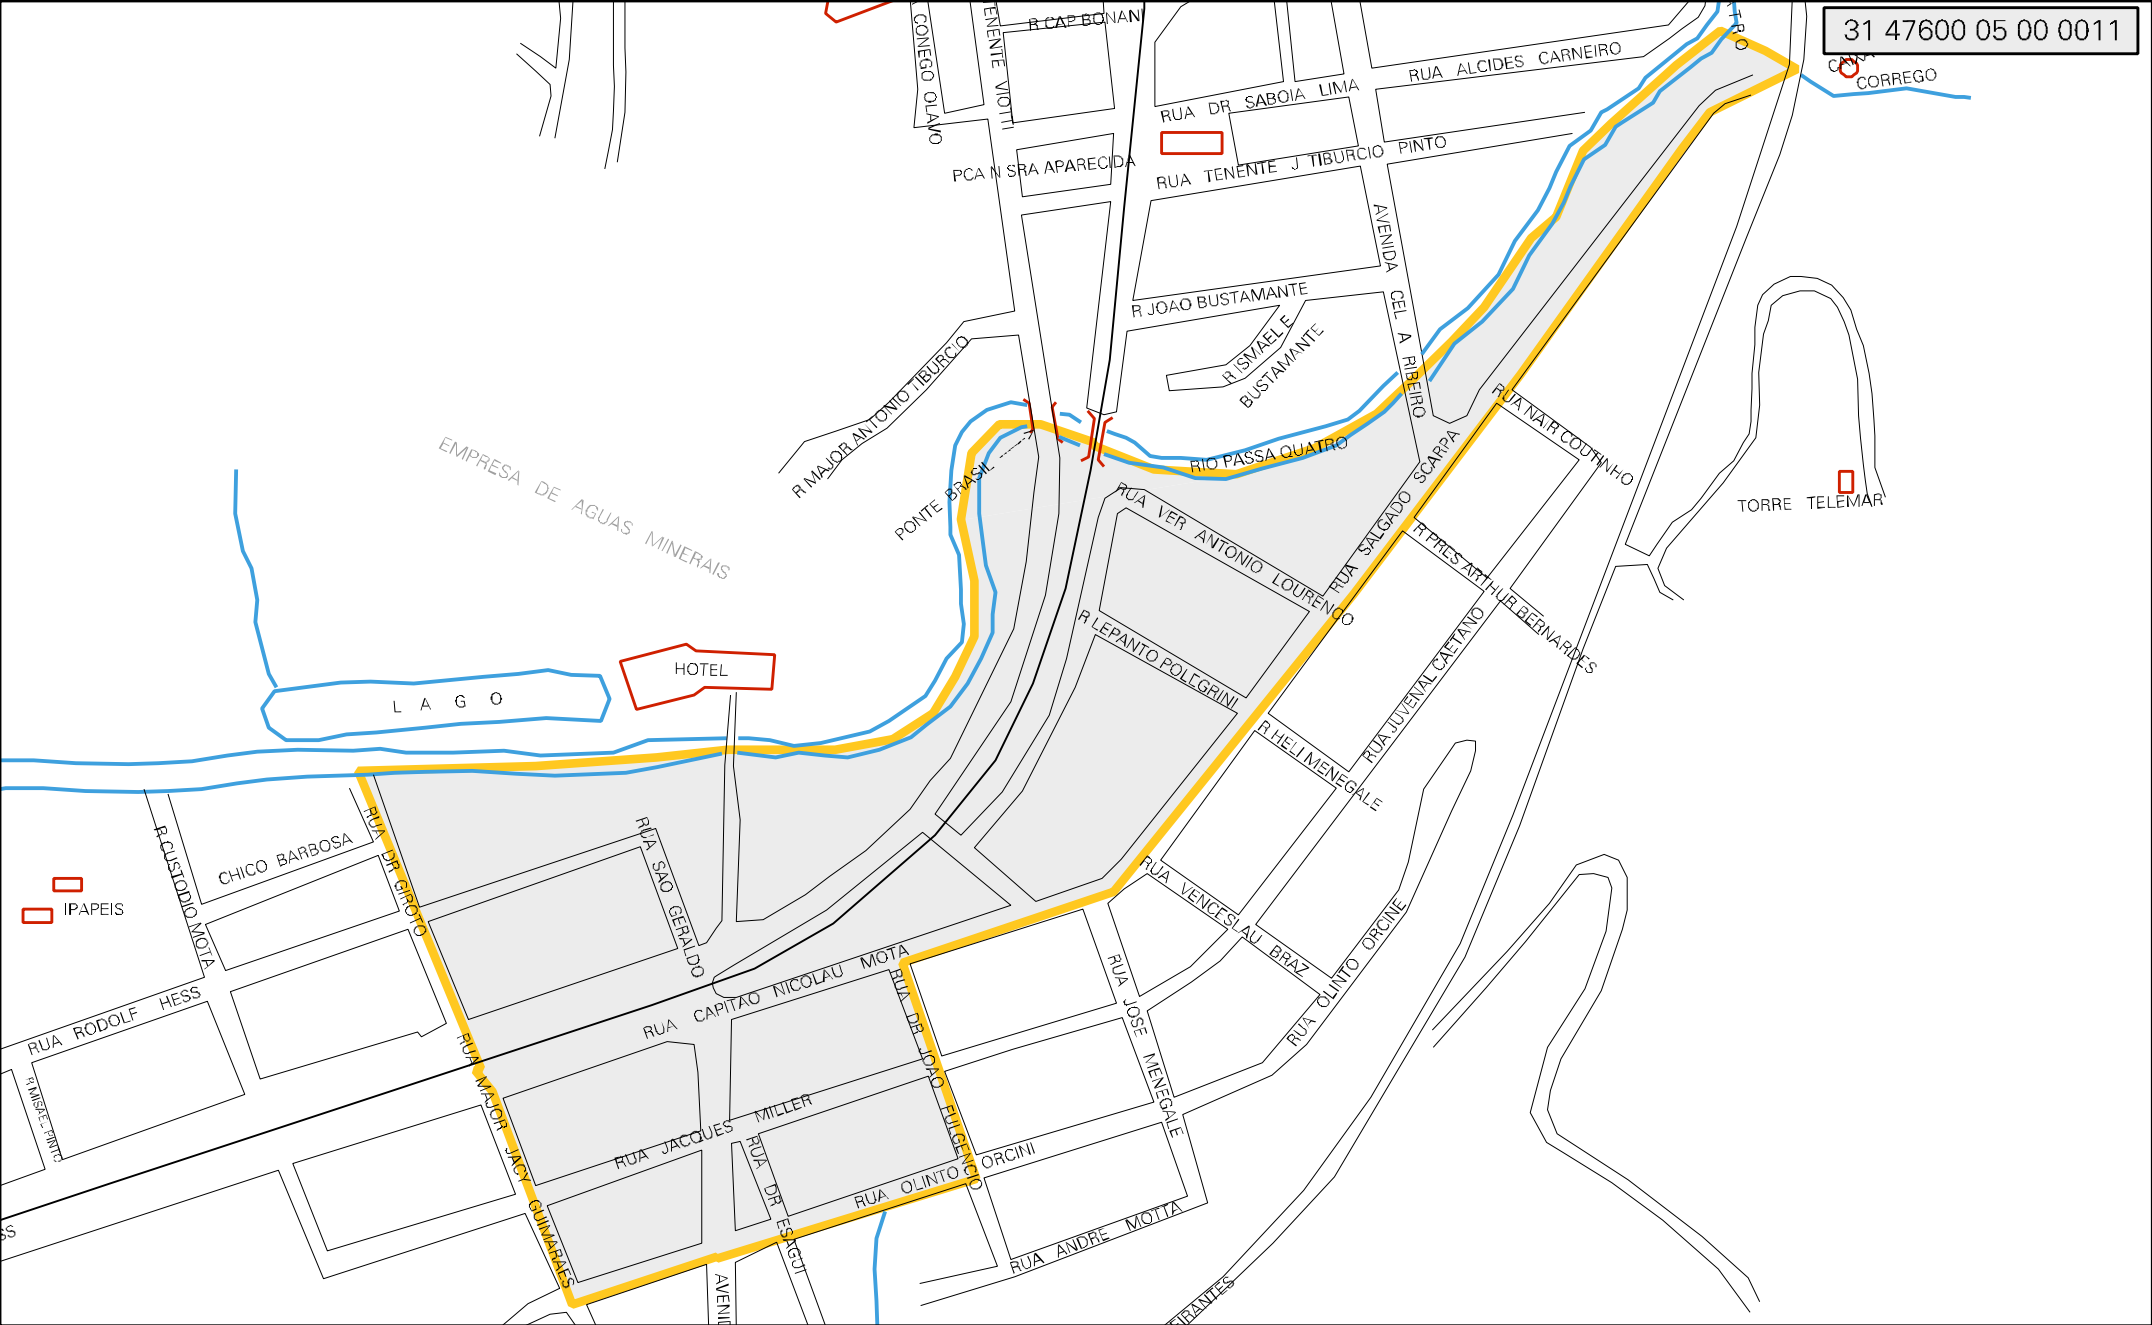 31 47600 05 00 0011
R CAP BONANI
CONEGO OLAVO
TENENTE VIOTTI
RUA ALCIDES CARNEIRO
CORREGO
RUA DR SABOIA LIMA
PCA N SRA APARECIDA
RUA TENENTE J TIBURCIO PINTO
AVENIDA CEL A RIBEIRO
R JOAO BUSTAMANTE
R ISMAEL E
BUSTAMANTE
R MAJOR ANTONIO TIBURCIO
RUA NAIR COUTINHO
EMPRESA DE AGUAS MINERAIS
PONTE BRASIL
RIO PASSA QUATRO
RUA VER ANTONIO LOURENCO
RUA SALGADO SCARPA
TORRE TELEMAR
R PRES ARTHUR BERNARDES
R LEPANTO POLEGRINI
RUA JUVENAL CAETANO
HOTEL
LAGO
R HELI MENEGALE
RUA DR GIROTO
CHICO BARBOSA
R CUSTODIO MOTA
RUA SAO GERALDO
IPAPEIS
RUA VENCESLAU BRAZ
RUA OLINTO ORCINE
RUA CAPITAO NICOLAU MOTA
RUA RODOLF HESS
RUA DR JOAO FULGENCIO
RUA JOSE MENEGALE
R MISAEL PINTO
RUA MAJOR JACY GUIMARAES
RUA JACQUES MILLER
RUA DR ESAGUI
RUA OLINTO ORCINI
RUA ANDRE MOTTA